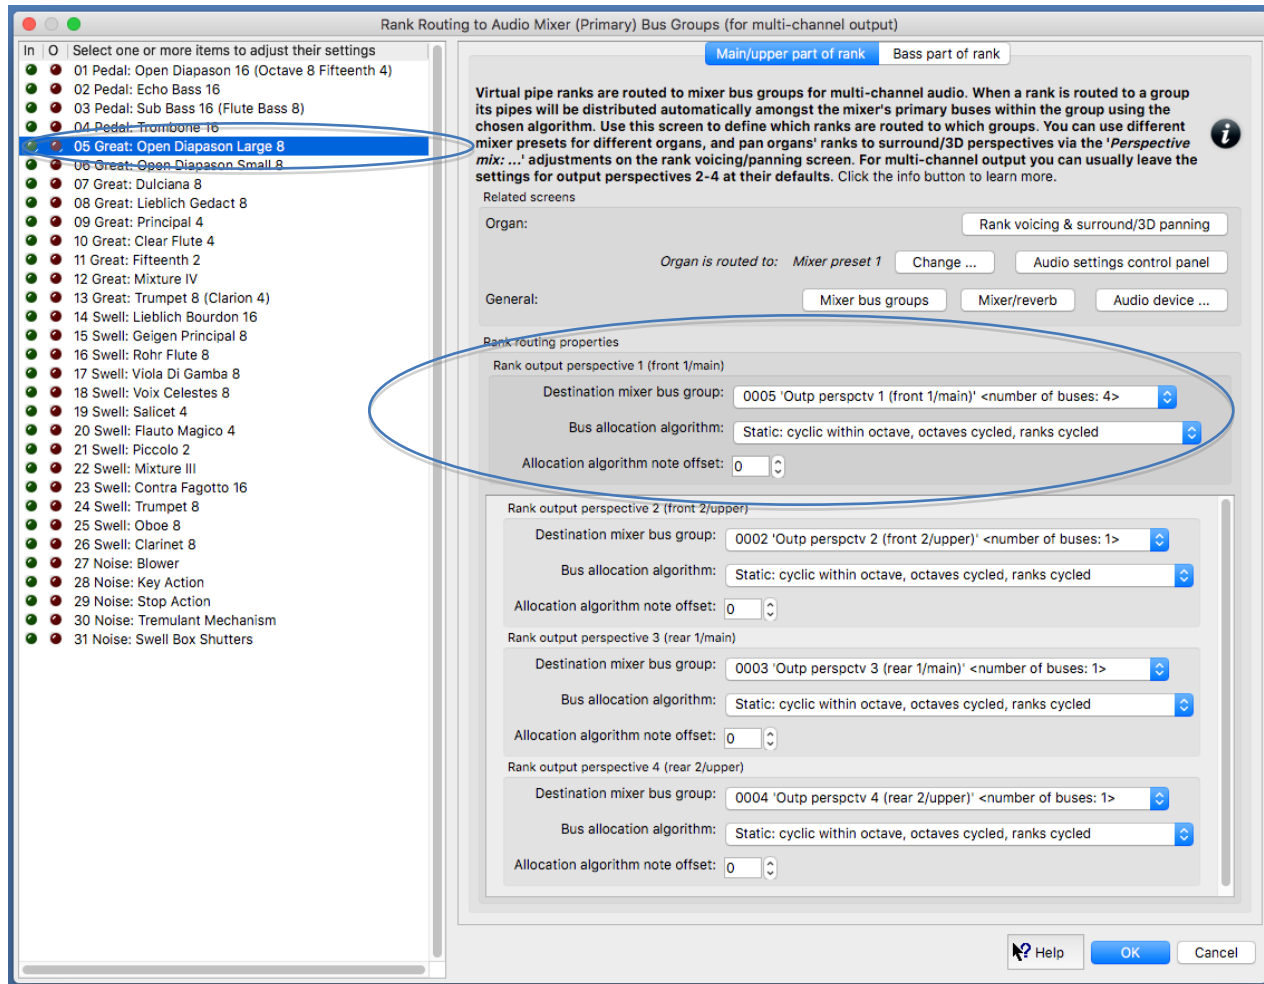 Rank Routing to Audio Mixer (Primary) Bus Groups (for multi-channel output)
In O Select one or more items to adjust their settings
01 Pedal: Open Diapason 16 (Octave 8 Fifteenth 4)
02 Pedal: Echo Bass 16
03 Pedal: Sub Bass 16 (Flute Bass 8)
04 Pedal: Trombone 16
05 Great: Open Diapason Large 8
06 Great: Open Diapason Small 8
07 Great: Dulciana 8
08 Great: Lieblich Gedact 8
09 Great: Principal 4
10 Great: Clear Flute 4
11 Great: Fifteenth 2
12 Great: Mixture IV
13 Great: Trumpet 8 (Clarion 4)
14 Swell: Lieblich Bourdon 16
15 Swell: Geigen Principal 8
16 Swell: Rohr Flute 8
17 Swell: Viola Di Gamba 8
18 Swell: Voix Celestes 8
19 Swell: Salicet 4
20 Swell: Flauto Magico 4
21 Swell: Piccolo 2
22 Swell: Mixture III
23 Swell: Contra Fagotto 16
24 Swell: Trumpet 8
25 Swell: Oboe 8
26 Swell: Clarinet 8
27 Noise: Blower
28 Noise: Key Action
29 Noise: Stop Action
30 Noise: Tremulant Mechanism
31 Noise: Swell Box Shutters
Main/upper part of rank Bass part of rank
Virtual pipe ranks are routed to mixer bus groups for multi-channel audio. When a rank is routed to a group
its pipes will be distributed automatically amongst the mixer's primary buses within the group using the
chosen algorithm. Use this screen to define which ranks are routed to which groups. You can use different
mixer presets for different organs, and pan organs' ranks to surround/3D perspectives via the 'Perspective
mix: ...' adjustments on the rank voicing/panning screen. For multi-channel output you can usually leave the
settings for output perspectives 2-4 at their defaults. Click the info button to learn more.
Related screens
Organ: Rank voicing & surround/3D panning
Organ is routed to: Mixer preset 1 Change ... Audio settings control panel
General: Mixer bus groups Mixer/reverb Audio device ...
Rank routing properties
Rank output perspective 1 (front 1/main)
Destination mixer bus group: 0005 'Outp perspctv 1 (front 1/main)' <number of buses: 4>
Bus allocation algorithm: Static: cyclic within octave, octaves cycled, ranks cycled
Allocation algorithm note offset: 0
Rank output perspective 2 (front 2/upper)
Destination mixer bus group: 0002 'Outp perspctv 2 (front 2/upper)' <number of buses: 1>
Bus allocation algorithm: Static: cyclic within octave, octaves cycled, ranks cycled
Allocation algorithm note offset: 0
Rank output perspective 3 (rear 1/main)
Destination mixer bus group: 0003 'Outp perspctv 3 (rear 1/main)' <number of buses: 1>
Bus allocation algorithm: Static: cyclic within octave, octaves cycled, ranks cycled
Allocation algorithm note offset: 0
Rank output perspective 4 (rear 2/upper)
Destination mixer bus group: 0004 'Outp perspctv 4 (rear 2/upper)' <number of buses: 1>
Bus allocation algorithm: Static: cyclic within octave, octaves cycled, ranks cycled
Allocation algorithm note offset: 0
Help OK Cancel